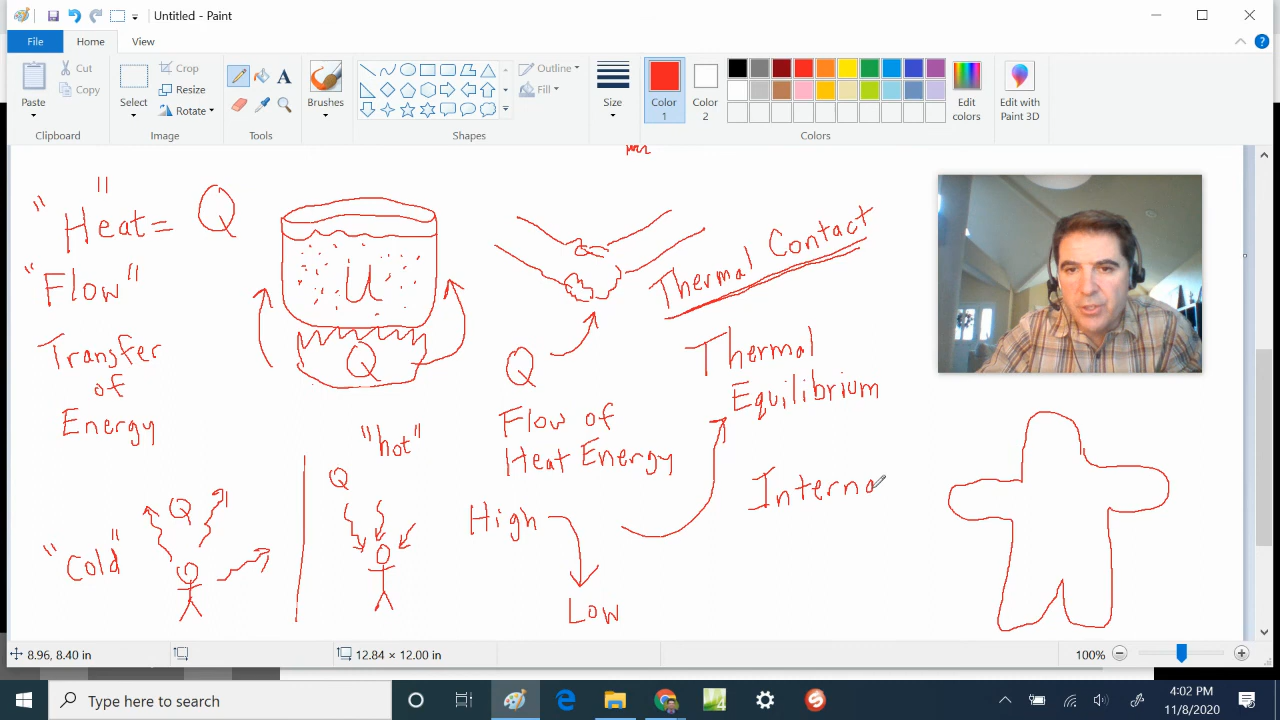 Untitled - Paint
File Home View
Paste
Cut
Copy
Clipboard
Select
Crop
Resize
Rotate
Image
A
Tools
Brushes
Outline
Fill
Shapes
Size
Color 1
Color 2
Edit colors
Colors
Edit with Paint 3D
"Heat" = Q
"Flow"
Transfer
of
Energy
U
Q
Thermal Contact
Q
Flow of
Heat Energy
Thermal
Equilibrium
"cold"
Q
"hot"
Q
High
Low
Interna
8.96, 8.40 in
12.84 × 12.00 in
100%
Type here to search
4:02 PM
11/8/2020